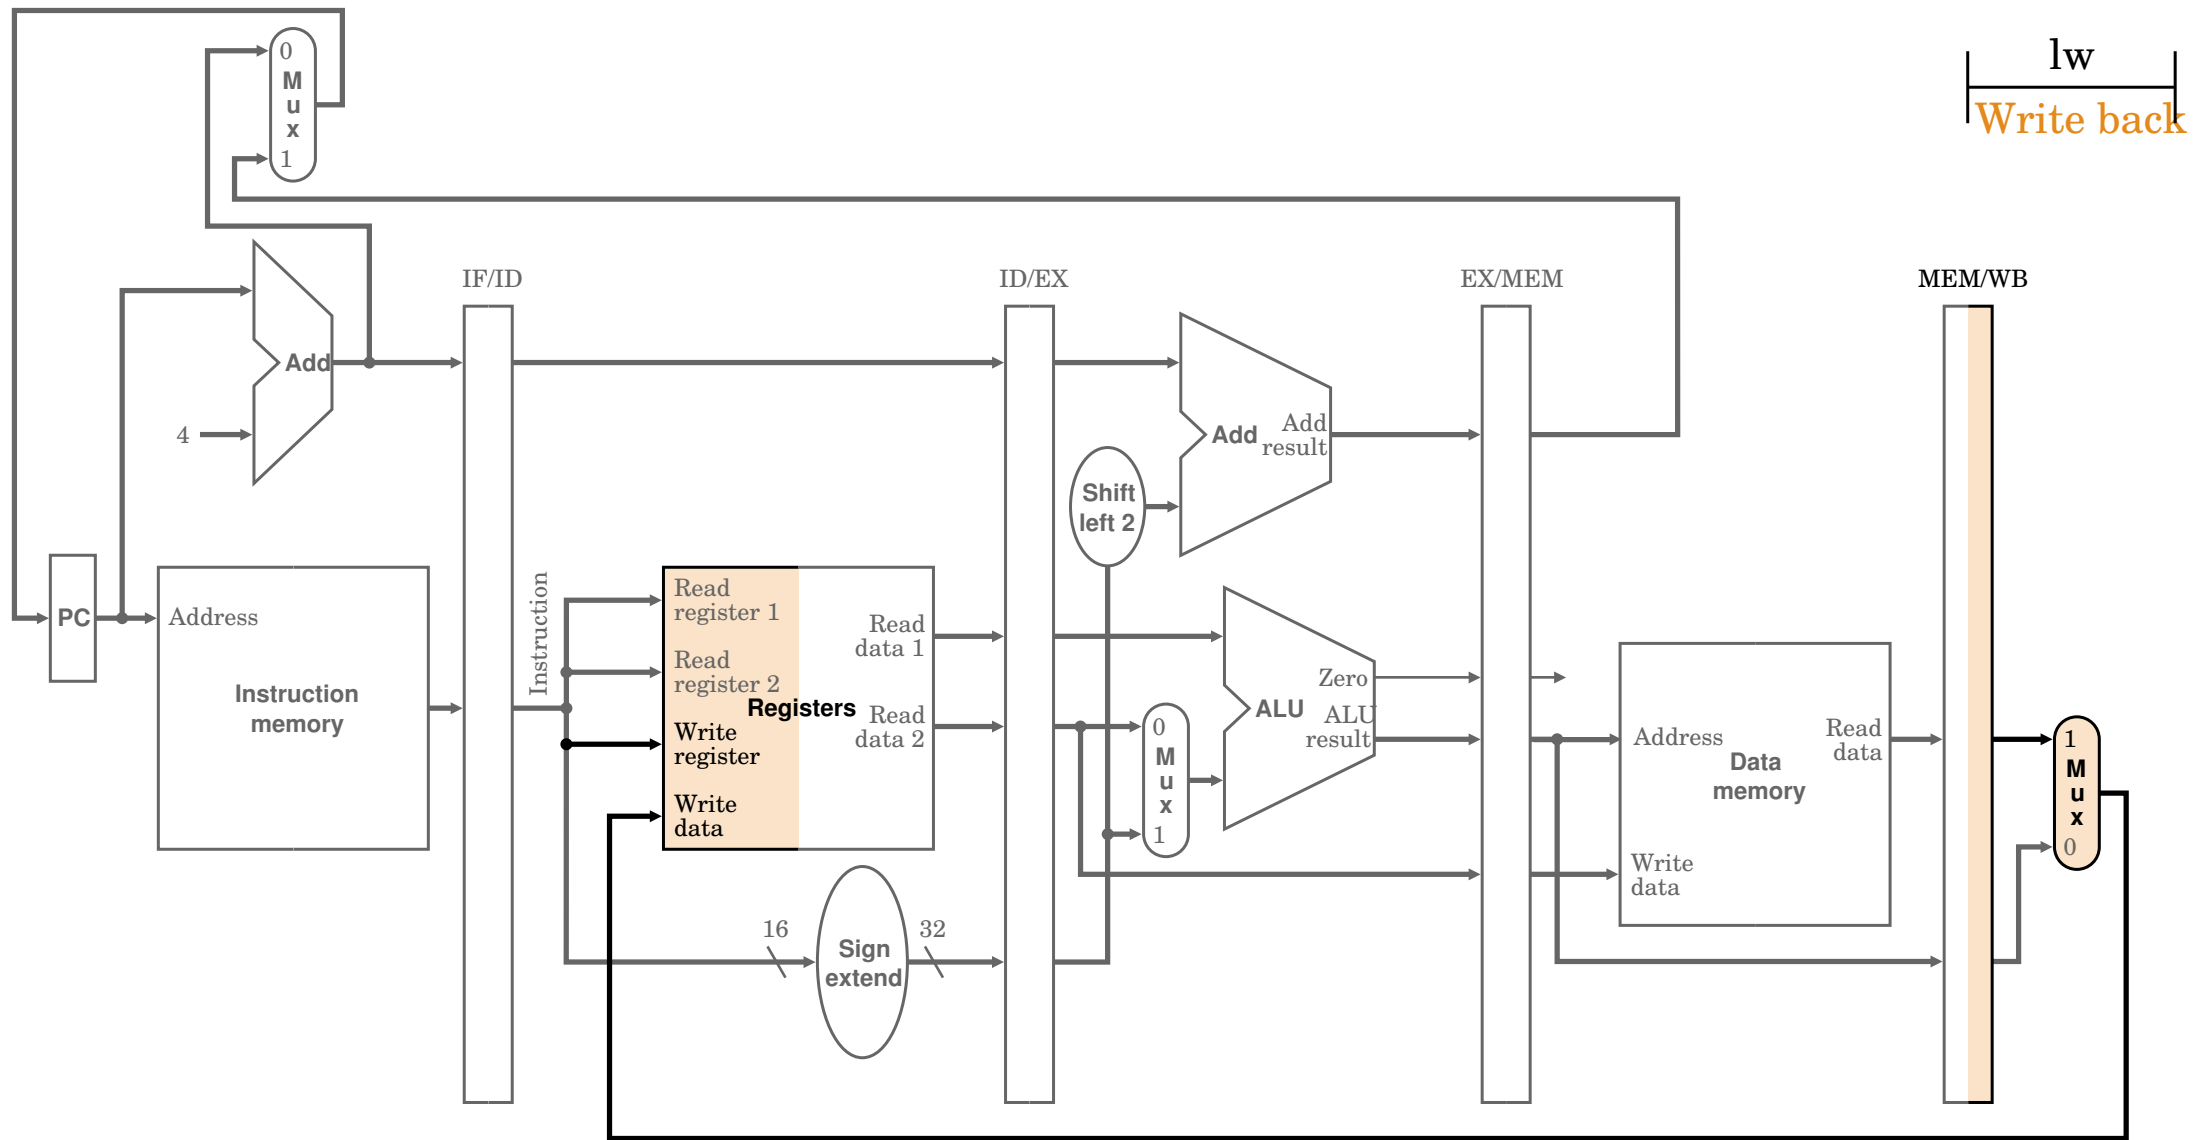 lw
Write back
0
M
u
x
1
IF/ID
ID/EX
EX/MEM
MEM/WB
Add
4
Add
Add
result
Shift
left 2
PC
Address
Instruction
memory
Instruction
Read
register 1
Read
register 2
Write
register
Write
data
Registers
Read
data 1
Read
data 2
16
Sign
extend
32
0
M
u
x
1
ALU
Zero
ALU
result
Address
Data
memory
Read
data
Write
data
1
M
u
x
0